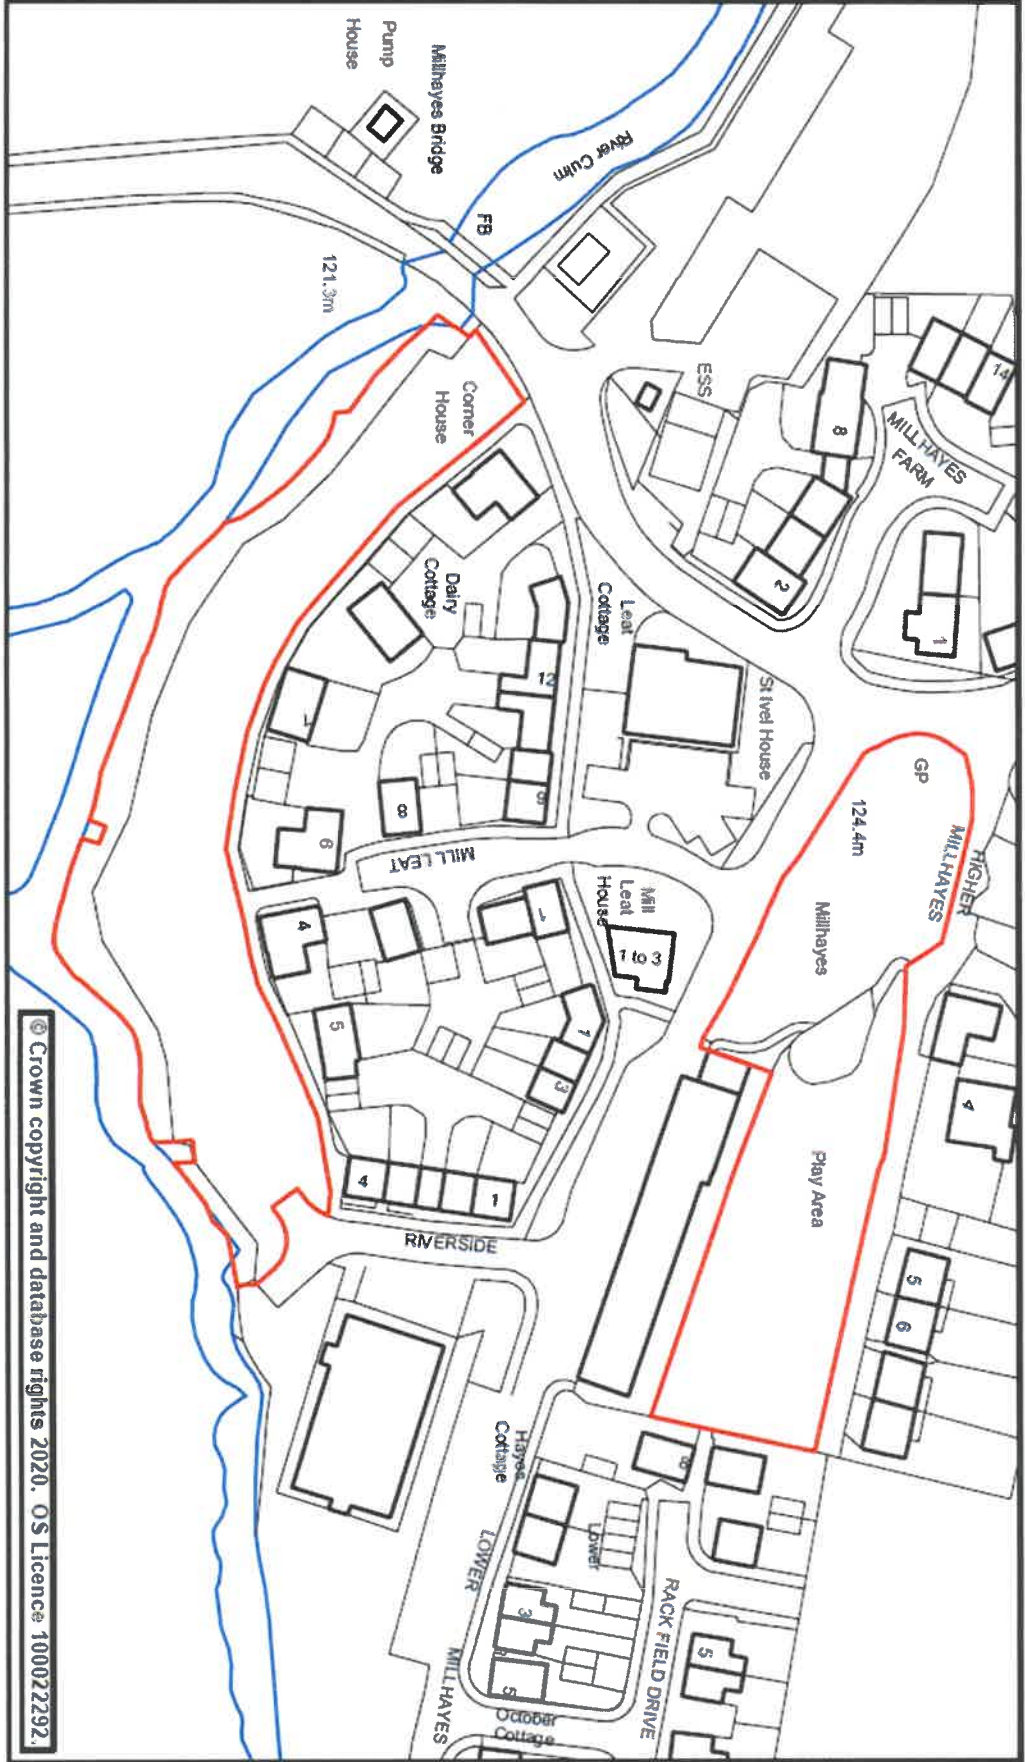 Pump
House
Millhayes Bridge
River Culm
FB
121.3m
Corner
House
ESS
14
8
MILLHAYES
FARM
2
1
Leat
Cottage
Dairy
Cottage
12
St Ivel House
GP
124.4m
HIGHER
MILLHAYES
Millhayes
1
9
8
6
MILL LEAT
Mill
Leat
House
1 to 3
1
4
5
1
3
4
Play Area
4
1
RIVERSIDE
5
6
Hayes
Cottage
8
Lower
LOWER
MILLHAYES
3
5
RACK FIELD DRIVE
5
October
Cottage
© Crown copyright and database rights 2020. OS Licence 100022292.